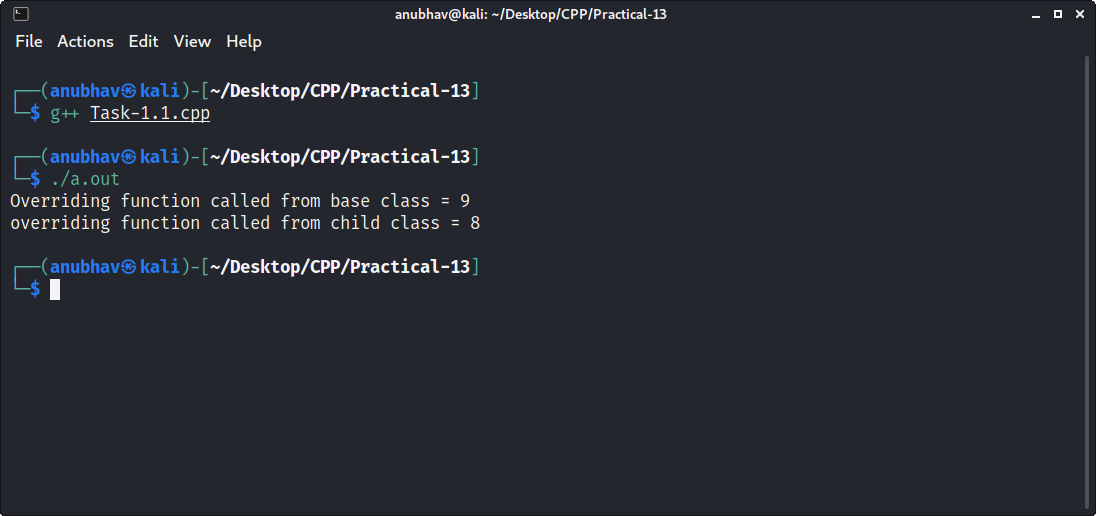 anubhav@kali: ~/Desktop/CPP/Practical-13
File Actions Edit View Help
┌──(anubhav㉿kali)-[~/Desktop/CPP/Practical-13]
└─$ g++ Task-1.1.cpp
┌──(anubhav㉿kali)-[~/Desktop/CPP/Practical-13]
└─$ ./a.out
Overriding function called from base class = 9
overriding function called from child class = 8
┌──(anubhav㉿kali)-[~/Desktop/CPP/Practical-13]
└─$